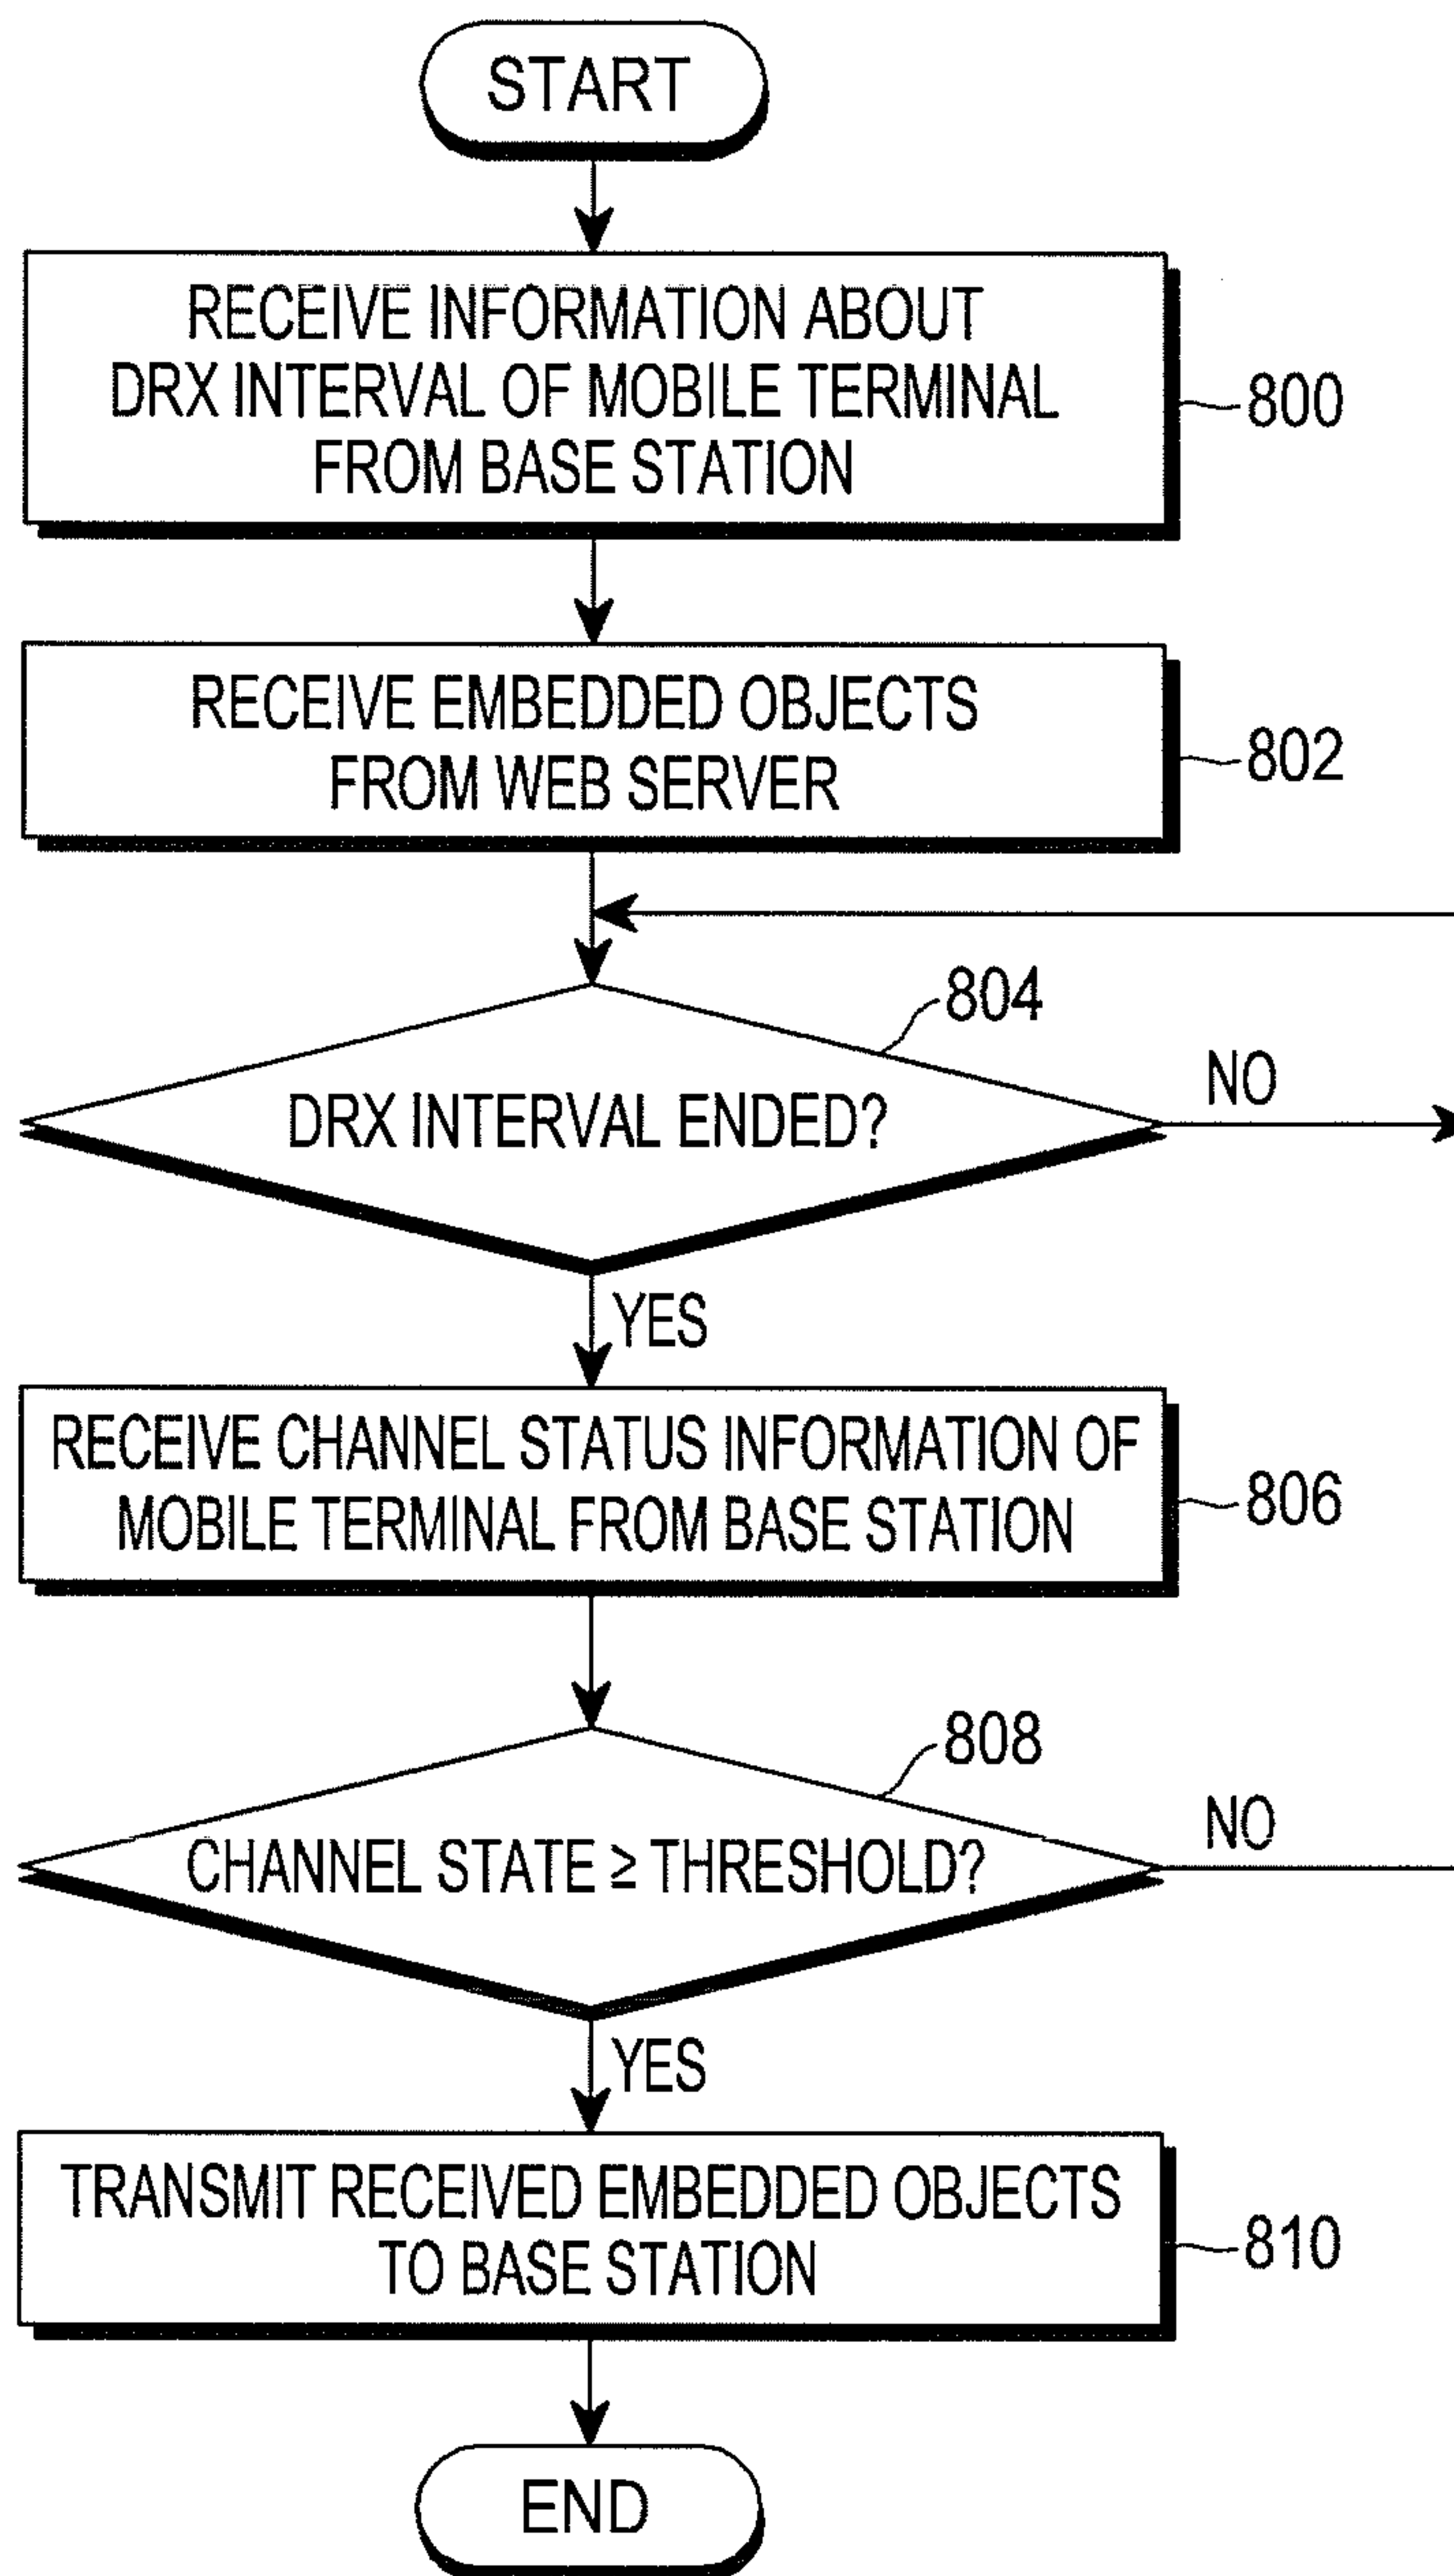 START
RECEIVE INFORMATION ABOUT
DRX INTERVAL OF MOBILE TERMINAL
FROM BASE STATION
800
RECEIVE EMBEDDED OBJECTS
FROM WEB SERVER
802
804
DRX INTERVAL ENDED?
NO
YES
RECEIVE CHANNEL STATUS INFORMATION OF
MOBILE TERMINAL FROM BASE STATION
806
808
CHANNEL STATE ≥ THRESHOLD?
NO
YES
TRANSMIT RECEIVED EMBEDDED OBJECTS
TO BASE STATION
810
END